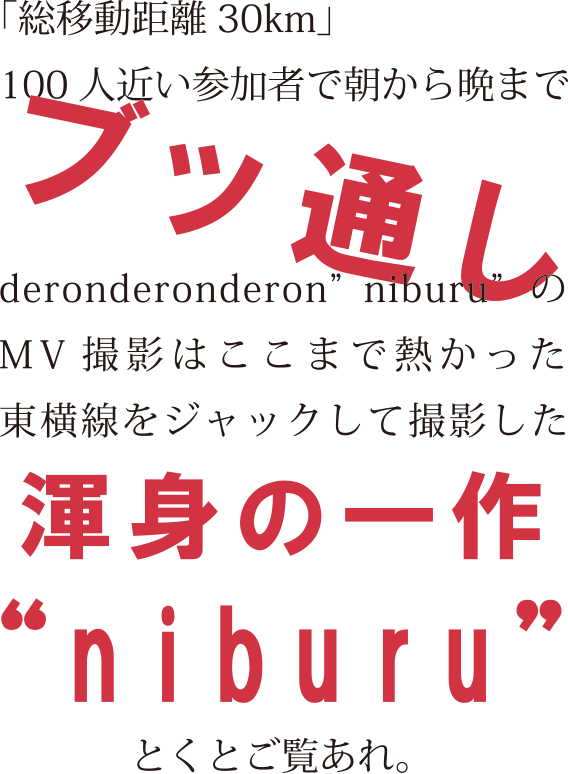 「総移動距離 30km」
100 人近い参加者で朝から晩まで
ブッ通し
deronderonderon” niburu” の
MV 撮影はここまで熱かった
東横線をジャックして撮影した
渾身の一作
“niburu”
とくとご覧あれ。